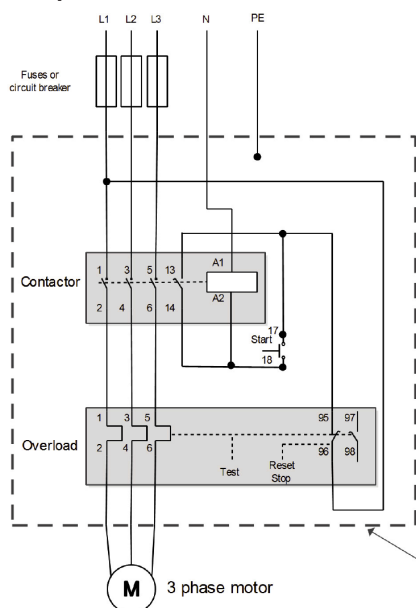 L1 L2 L3 N PE
Fuses or
circuit breaker
1 3 5 13 A1
Contactor
2 4 6 14 A2
17
Start
18
1 3 5 95 97
Overload
2 4 6 96 98
Test Reset
Stop
M 3 phase motor